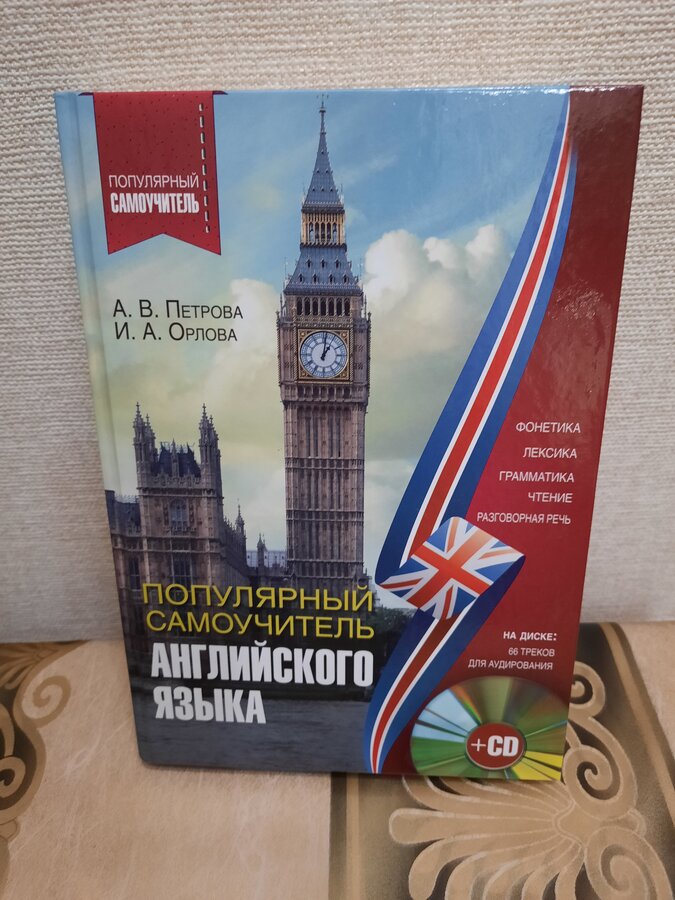 ПОПУЛЯРНЫЙ
САМОУЧИТЕЛЬ
А. В. ПЕТРОВА
И. А. ОРЛОВА
ФОНЕТИКА
ЛЕКСИКА
ГРАММАТИКА
ЧТЕНИЕ
РАЗГОВОРНАЯ РЕЧЬ
ПОПУЛЯРНЫЙ
САМОУЧИТЕЛЬ
АНГЛИЙСКОГО
ЯЗЫКА
НА ДИСКЕ:
66 ТРЕКОВ
ДЛЯ АУДИРОВАНИЯ
+CD